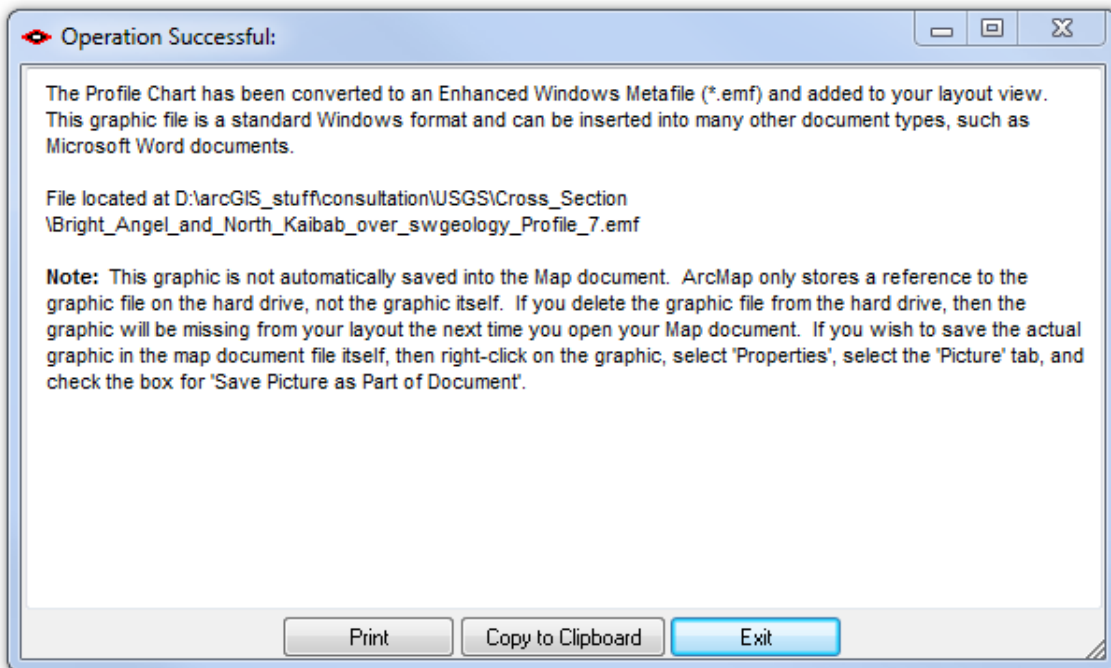 Operation Successful:
The Profile Chart has been converted to an Enhanced Windows Metafile (*.emf) and added to your layout view.
This graphic file is a standard Windows format and can be inserted into many other document types, such as
Microsoft Word documents.
File located at D:\arcGIS_stuff\consultation\USGS\Cross_Section
\Bright_Angel_and_North_Kaibab_over_swgeology_Profile_7.emf
Note:  This graphic is not automatically saved into the Map document.  ArcMap only stores a reference to the
graphic file on the hard drive, not the graphic itself.  If you delete the graphic file from the hard drive, then the
graphic will be missing from your layout the next time you open your Map document.  If you wish to save the actual
graphic in the map document file itself, then right-click on the graphic, select 'Properties', select the 'Picture' tab, and
check the box for 'Save Picture as Part of Document'.
Print Copy to Clipboard Exit